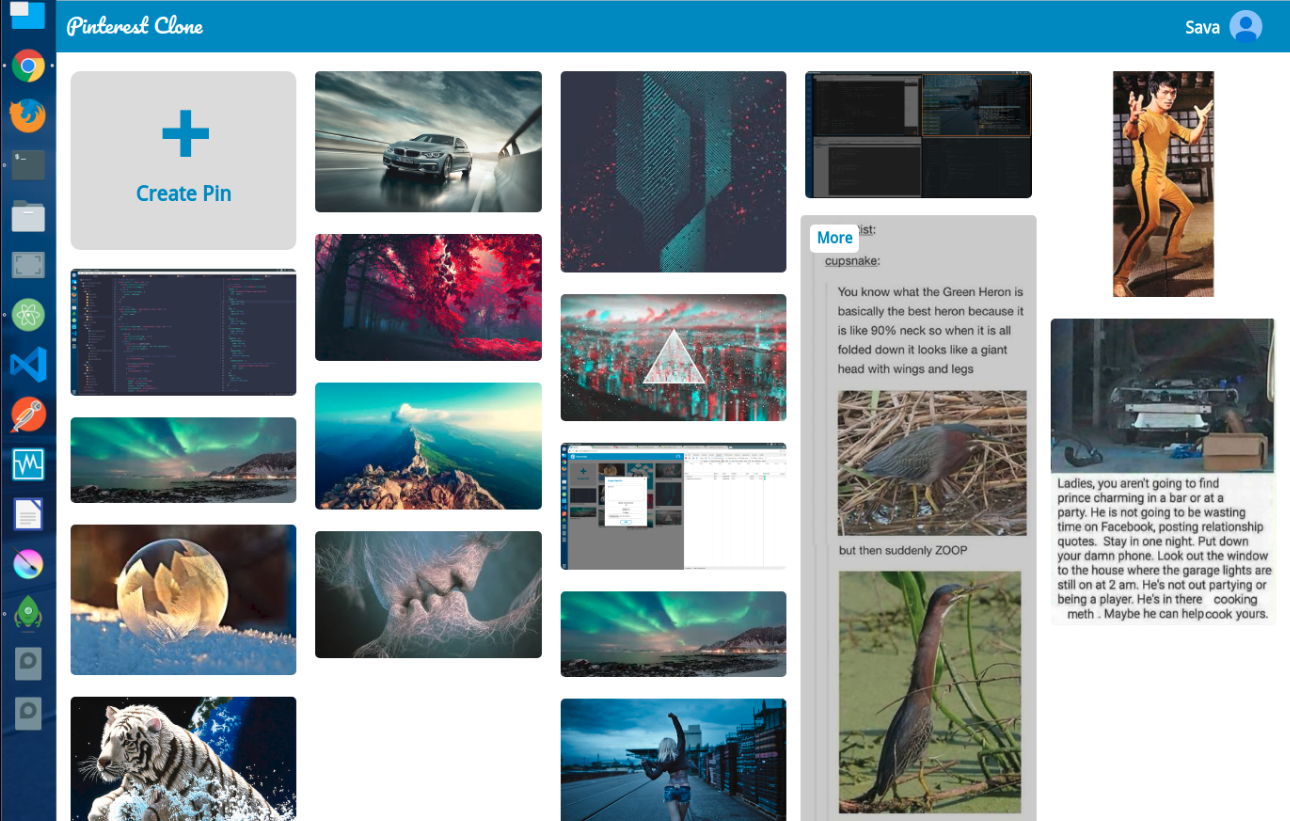 Pinterest Clone
Sava
Create Pin
More
ist:
cupsnake:
You know what the Green Heron is
basically the best heron because it
is like 90% neck so when it is all
folded down it looks like a giant
head with wings and legs
but then suddenly ZOOP
Ladies, you aren't going to find
prince charming in a bar or at a
party. He is not going to be wasting
time on Facebook, posting relationship
quotes. Stay in one night. Put down
your damn phone. Look out the window
to the house where the garage lights are
still on at 2 am. He's not out partying or
being a player. He's in there cooking
meth . Maybe he can help cook yours.